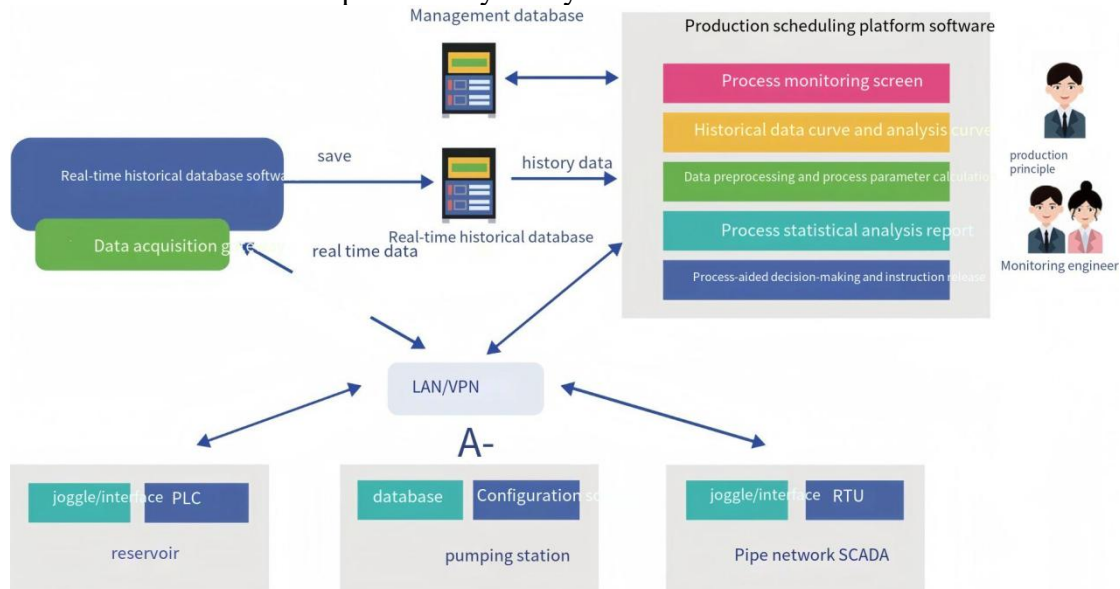 Management database
Production scheduling platform software
Process monitoring screen
Historical data curve and analysis curve
Data preprocessing and process parameter calculation
Process statistical analysis report
Process-aided decision-making and instruction release
production
principle
Monitoring engineer
Real-time historical database softwa
Data acquisition g
save
history data
Real-time historical database
real time data
LAN/VPN
A-
joggle/interface
PLC
reservoir
database
Configuration so
pumping station
joggle/interface
RTU
Pipe network SCADA